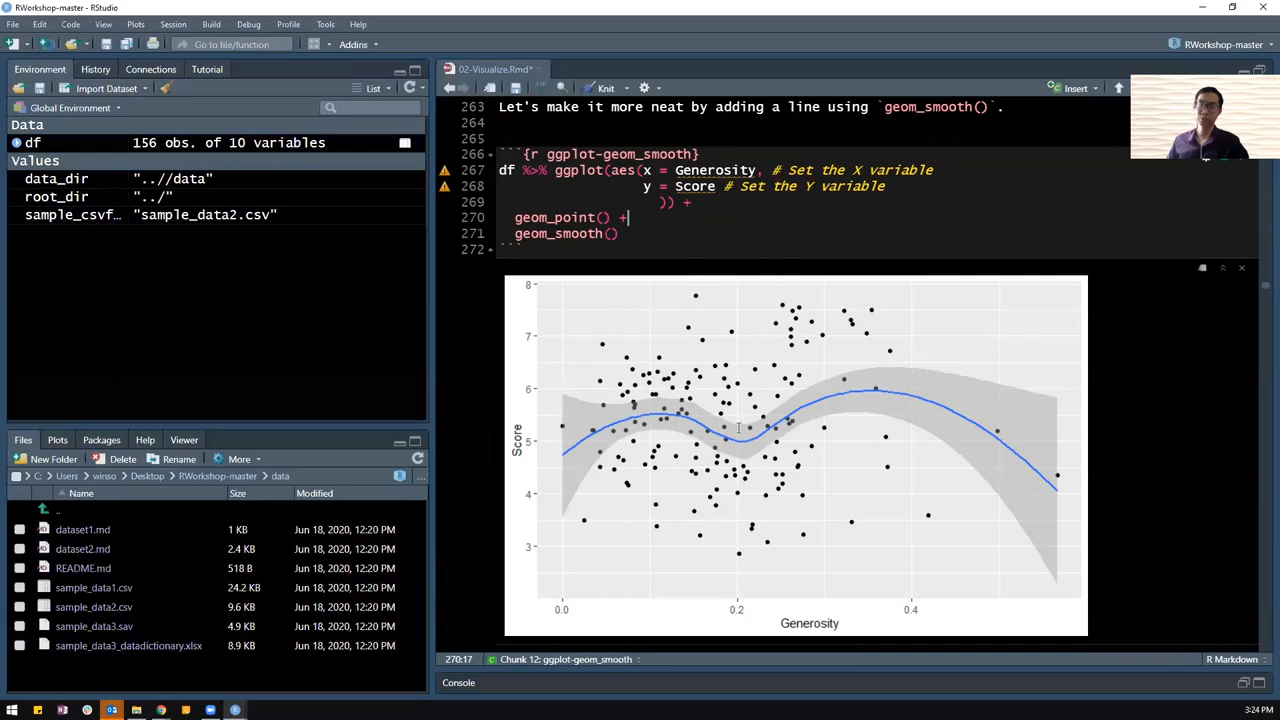 RWorkshop-master - RStudio
File Edit Code View Plots Session Build Debug Profile Tools Help
Go to file/function Addins RWorkshop-master
Environment History Connections Tutorial
Import Dataset List
Global Environment
Data
df 156 obs. of 10 variables
Values
data_dir "..//data"
root_dir "../"
sample_csvf… "sample_data2.csv"
Files Plots Packages Help Viewer
New Folder Delete Rename More
C: Users winso Desktop RWorkshop-master data
Name Size Modified
..
dataset1.md 1 KB Jun 18, 2020, 12:20 PM
dataset2.md 2.4 KB Jun 18, 2020, 12:20 PM
README.md 518 B Jun 18, 2020, 12:20 PM
sample_data1.csv 24.2 KB Jun 18, 2020, 12:20 PM
sample_data2.csv 9.6 KB Jun 18, 2020, 12:20 PM
sample_data3.sav 4.9 KB Jun 18, 2020, 12:20 PM
sample_data3_datadictionary.xlsx 8.9 KB Jun 18, 2020, 12:20 PM
02-Visualize.Rmd*
Knit Insert
263 Let's make it more neat by adding a line using `geom_smooth()`.
264
265
266 ```{r ggplot-geom_smooth}
267 df %>% ggplot(aes(x = Generosity, # Set the X variable
268 y = Score # Set the Y variable
269 )) +
270 geom_point() +
271 geom_smooth()
272 ```
8
7
6
5
4
3
Score
0.0 0.2 0.4
Generosity
270:17 Chunk 12: ggplot-geom_smooth R Markdown
Console
3:24 PM